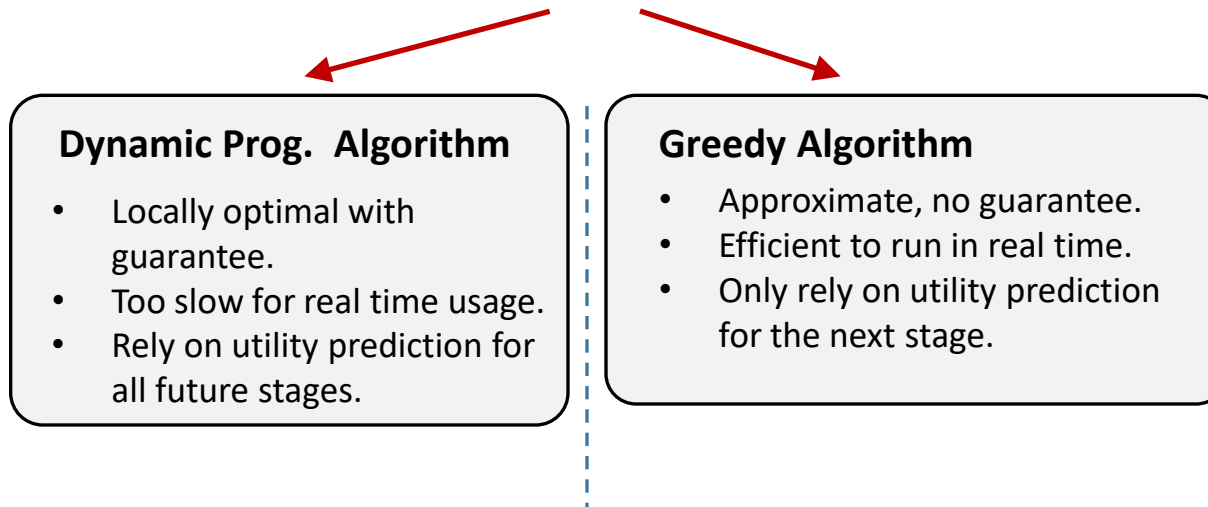 Dynamic Prog. Algorithm
• Locally optimal with
guarantee.
• Too slow for real time usage.
• Rely on utility prediction for
all future stages.
Greedy Algorithm
• Approximate, no guarantee.
• Efficient to run in real time.
• Only rely on utility prediction
for the next stage.